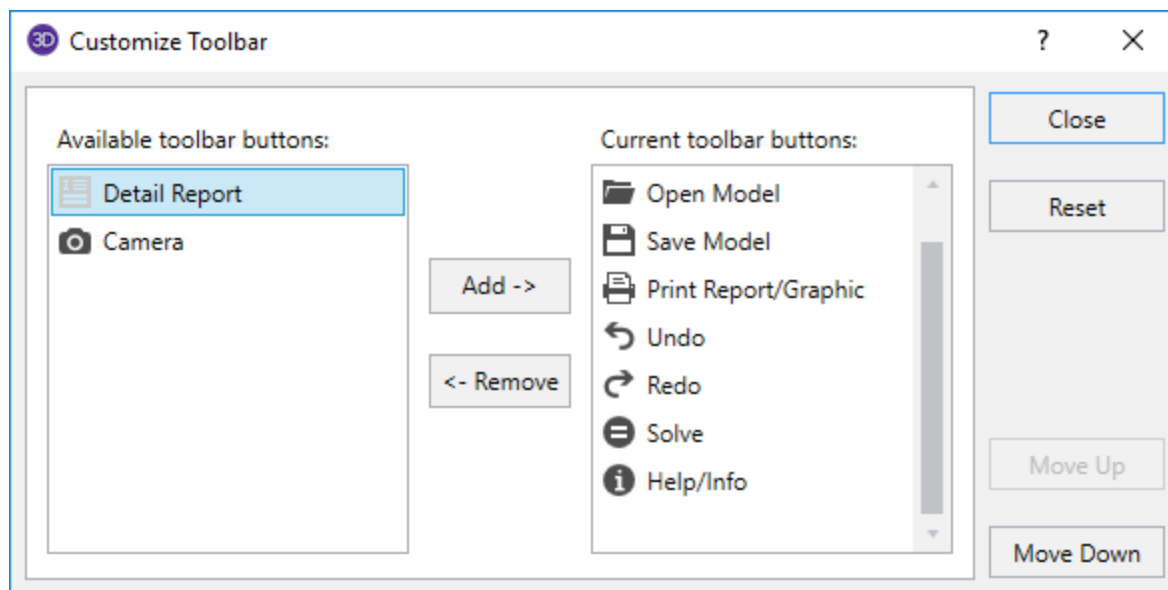 3D Customize Toolbar ?
Available toolbar buttons:
Detail Report
Camera
Add ->
<- Remove
Current toolbar buttons:
Open Model
Save Model
Print Report/Graphic
Undo
Redo
Solve
Help/Info
Close
Reset
Move Up
Move Down